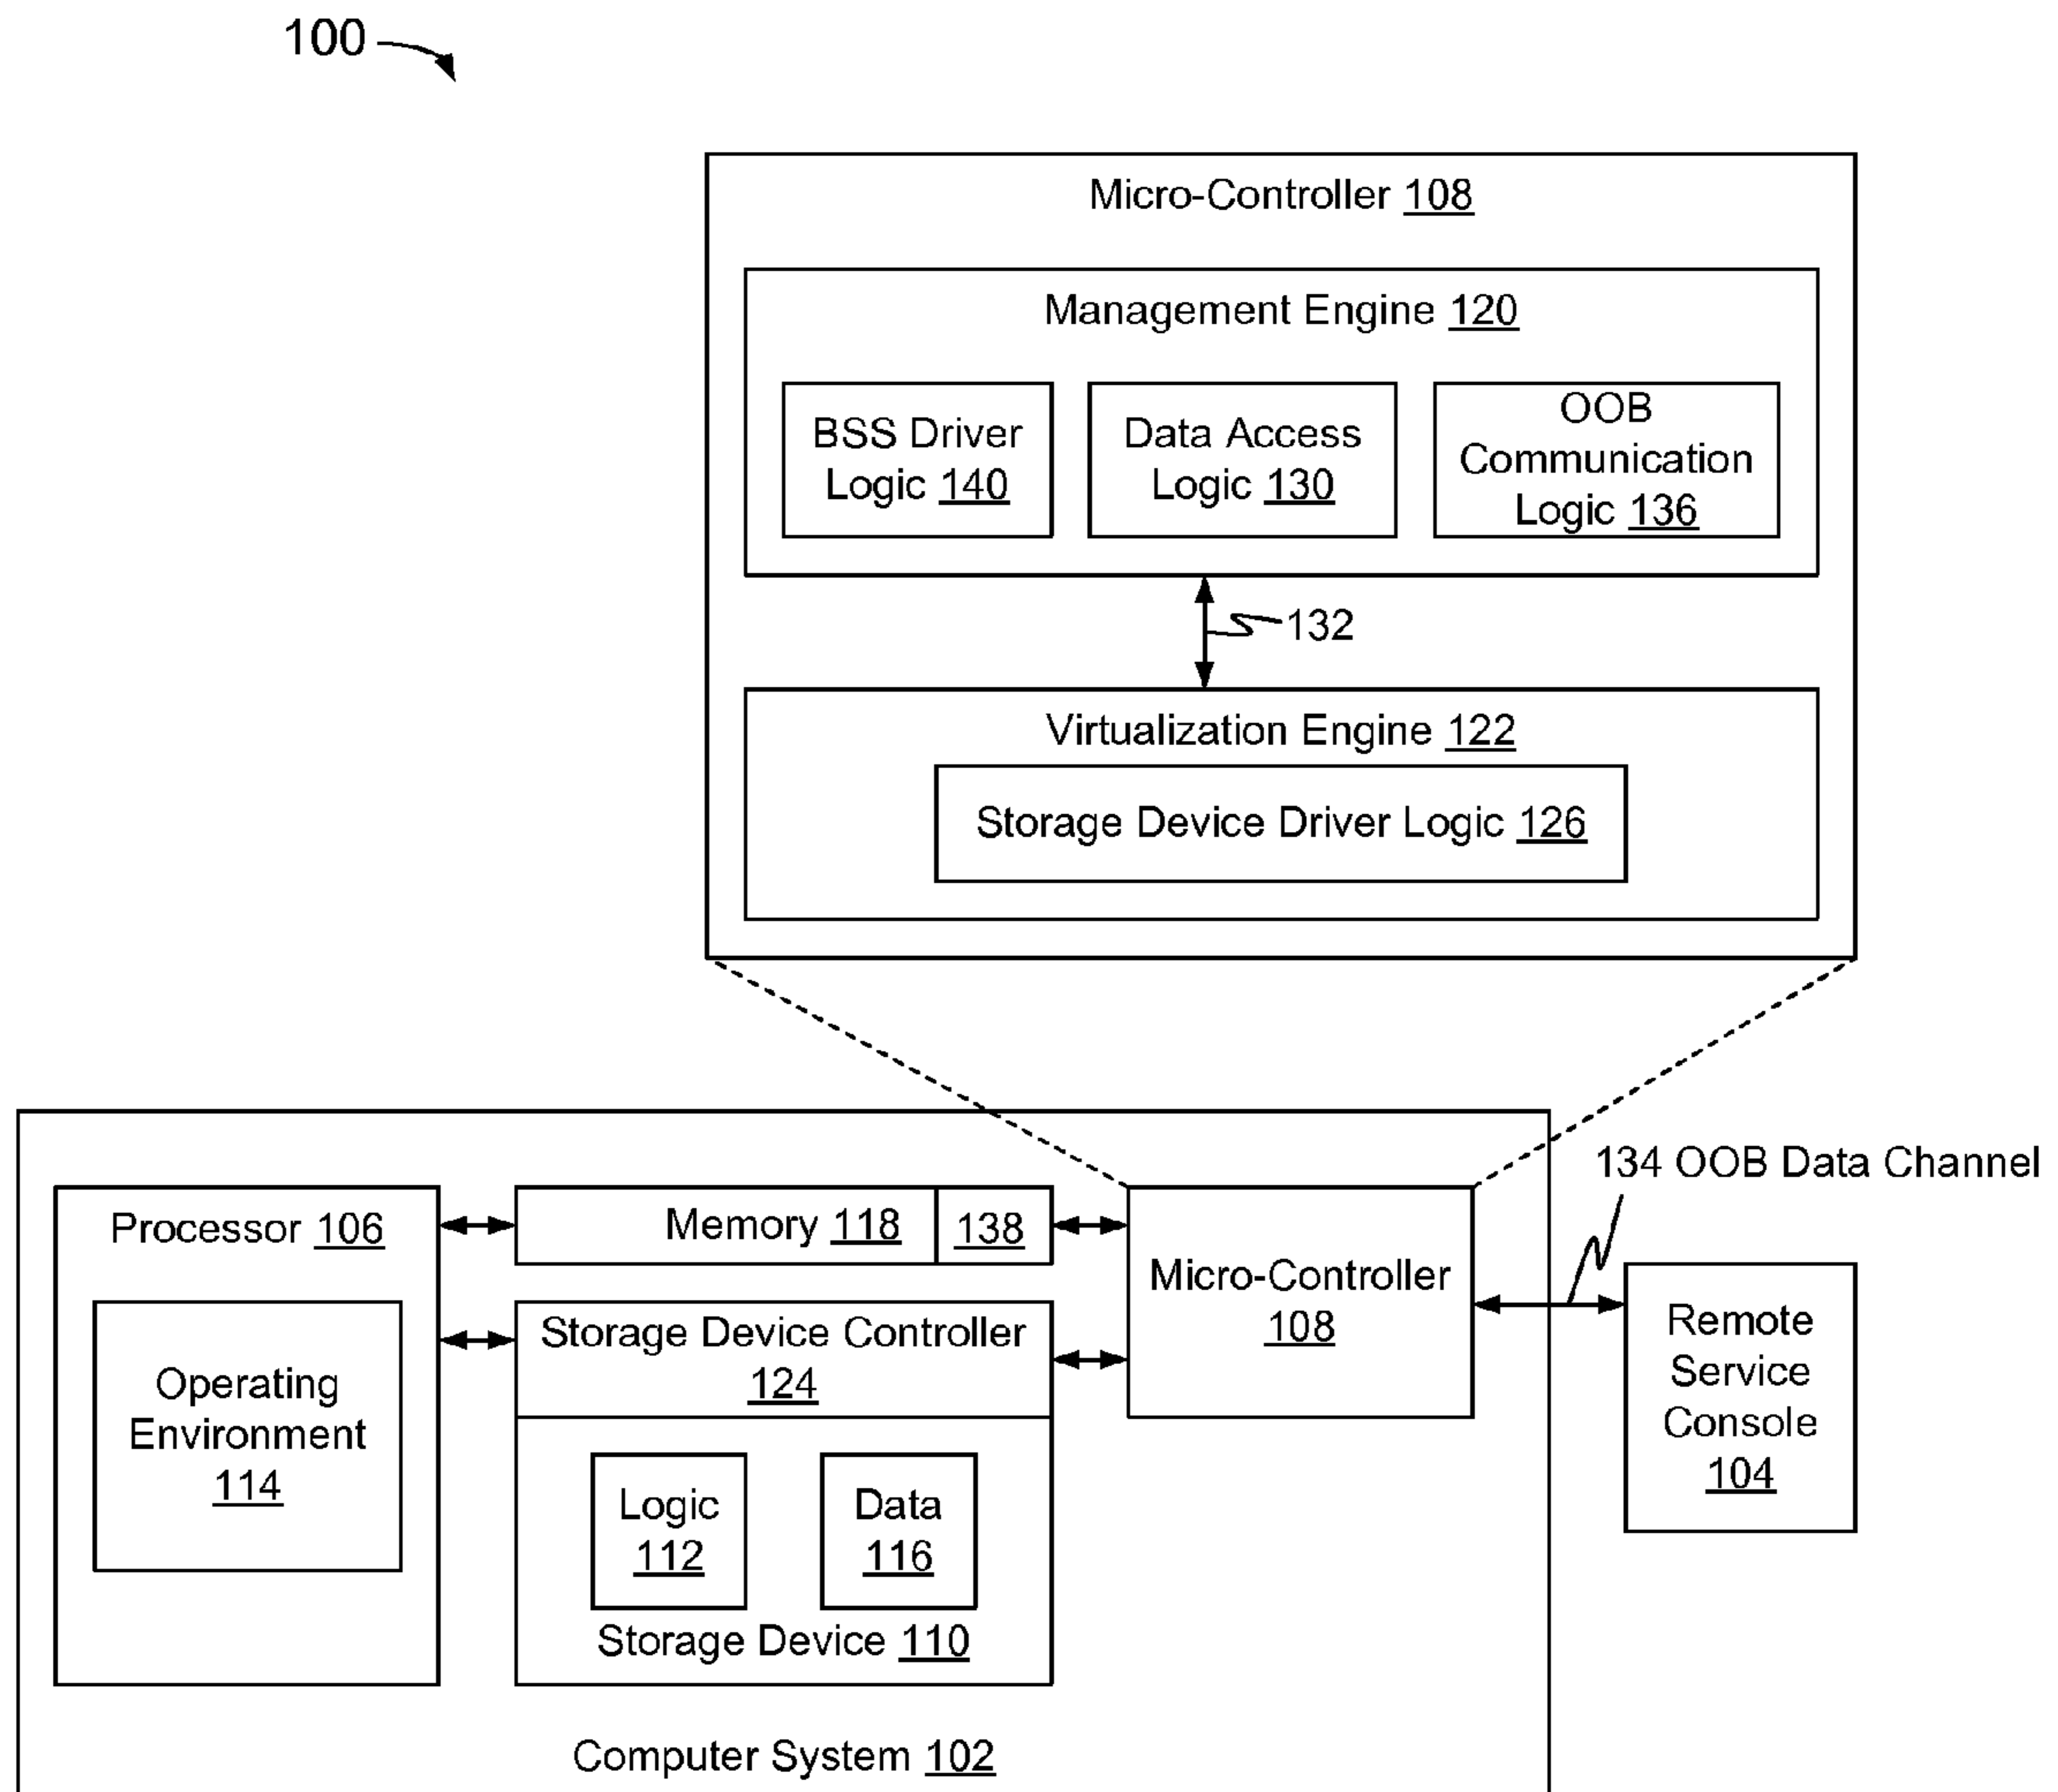 100
Micro-Controller 108
Management Engine 120
BSS Driver
Logic 140
Data Access
Logic 130
OOB
Communication
Logic 136
132
Virtualization Engine 122
Storage Device Driver Logic 126
134 OOB Data Channel
Processor 106
Operating
Environment
114
Memory 118
138
Storage Device Controller
124
Logic
112
Data
116
Storage Device 110
Micro-Controller
108
Remote
Service
Console
104
Computer System 102